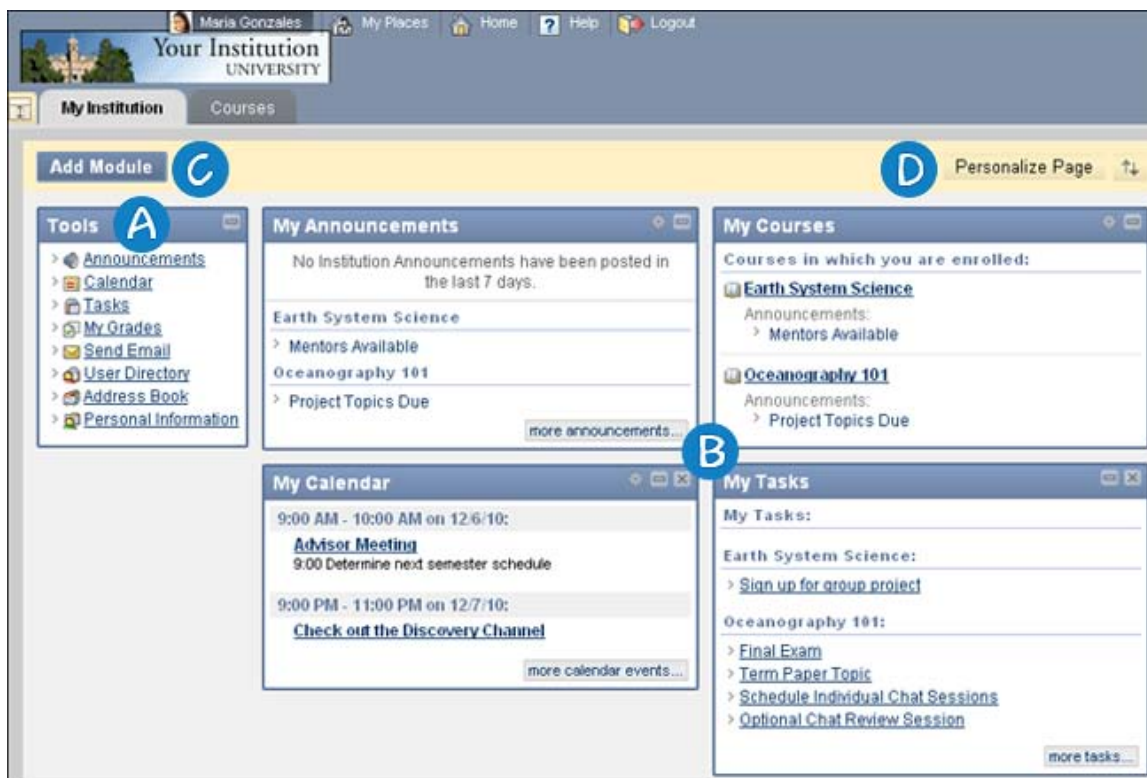 Maria Gonzales My Places Home Help Logout
Your Institution
UNIVERSITY
My Institution Courses
Add Module C D Personalize Page
Tools A
Announcements
Calendar
Tasks
My Grades
Send Email
User Directory
Address Book
Personal Information
My Announcements
No Institution Announcements have been posted in
the last 7 days.
Earth System Science
Mentors Available
Oceanography 101
Project Topics Due
more announcements...
My Courses
Courses in which you are enrolled:
Earth System Science
Announcements:
Mentors Available
Oceanography 101
Announcements:
Project Topics Due
B
My Calendar
9:00 AM - 10:00 AM on 12/6/10:
Advisor Meeting
9:00 Determine next semester schedule
9:00 PM - 11:00 PM on 12/7/10:
Check out the Discovery Channel
more calendar events...
My Tasks
My Tasks:
Earth System Science:
Sign up for group project
Oceanography 101:
Final Exam
Term Paper Topic
Schedule Individual Chat Sessions
Optional Chat Review Session
more tasks...